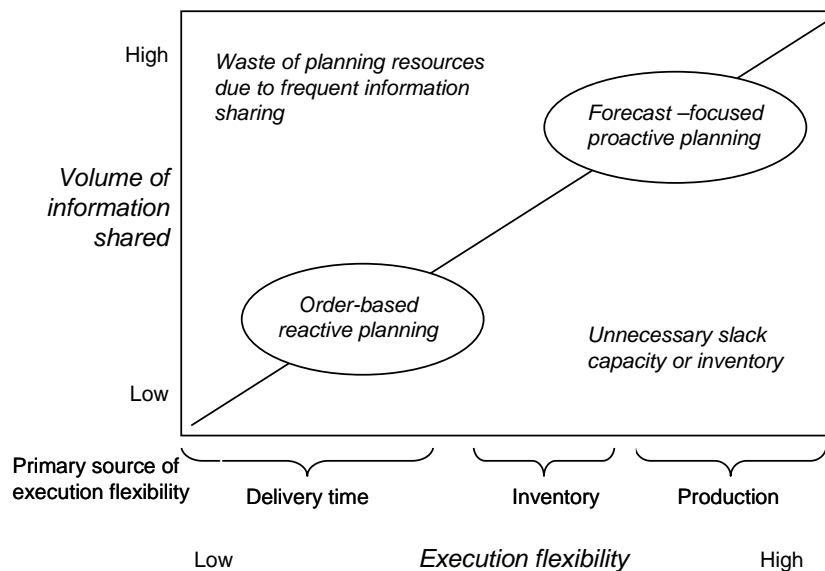 High
Waste of planning resources
due to frequent information
sharing
Forecast –focused
proactive planning
Volume of
information
shared
Order-based
reactive planning
Unnecessary slack
capacity or inventory
Low
Primary source of
execution flexibility
Delivery time
Inventory
Production
Low
Execution flexibility
High